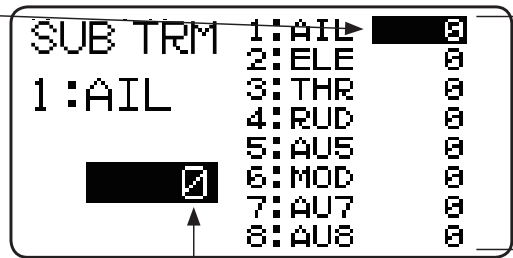 SUB TRM
1:AIL
0
1:AIL 0
2:ELE 0
3:THR 0
4:RUD 0
5:AU5 0
6:MOD 0
7:AU7 0
8:AU8 0